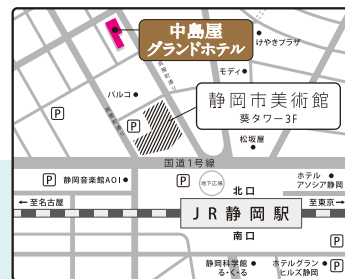 中島屋
グランドホテル
けやきプラザ
モディ
パルコ
静岡市美術館
葵タワー3F
P
P
松坂屋
国道1号線
P
静岡音楽館AOI
P
地下広場
北口
ホテル
アソシア静岡
←至名古屋
至東京→
JR静岡駅
南口
P
静岡科学館
る・く・る
ホテルグラン
ヒルズ静岡
P